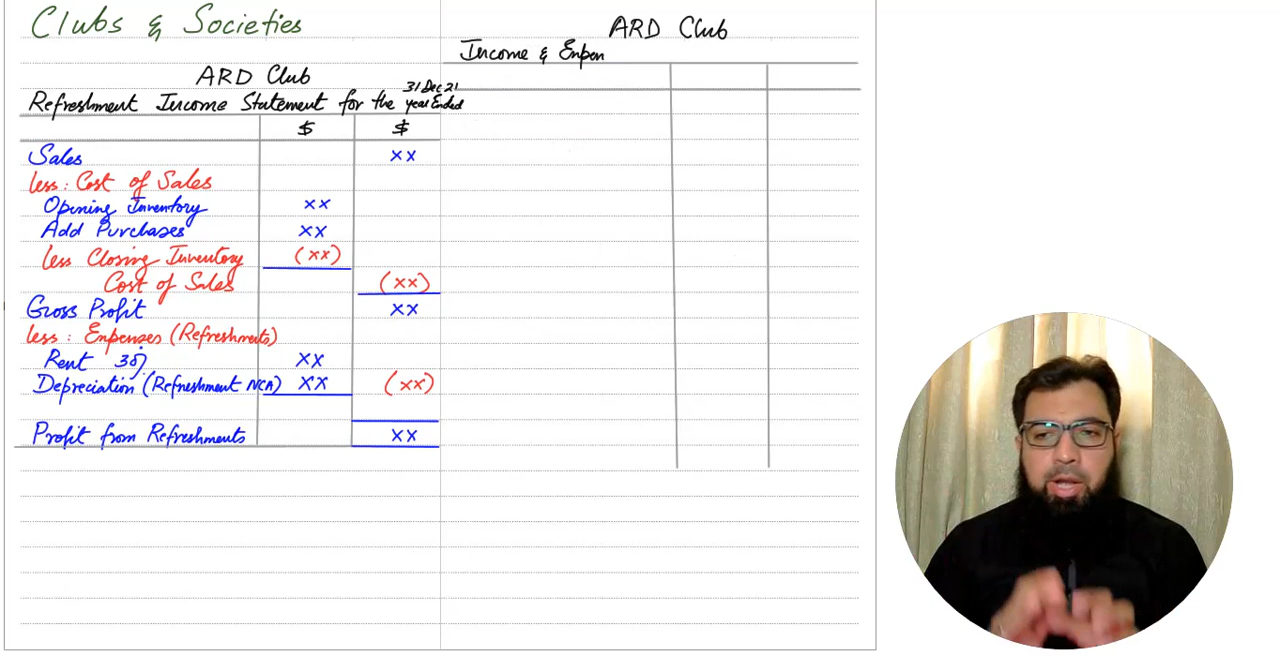 Clubs & Societies
ARD Club
Refreshment Income Statement for the year Ended 31 Dec 21
$ $
Sales xx
less: Cost of Sales
Opening Inventory xx
Add Purchases xx
less Closing Inventory (xx)
Cost of Sales (xx)
Gross Profit xx
less: Expenses (Refreshments)
Rent xx
Depreciation (Refreshment NCA) xx (xx)
Profit from Refreshments xx
ARD Club
Income & Expen